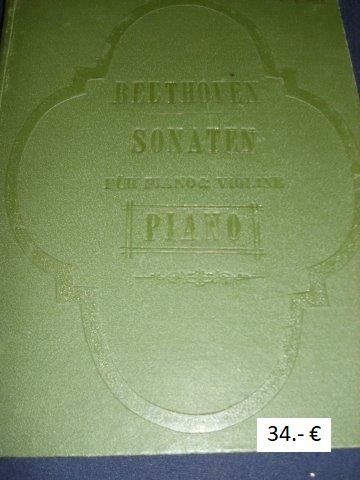 BEETHOVEN
SONATEN
FÜR PIANO & VIOLINE
PIANO
34.- €